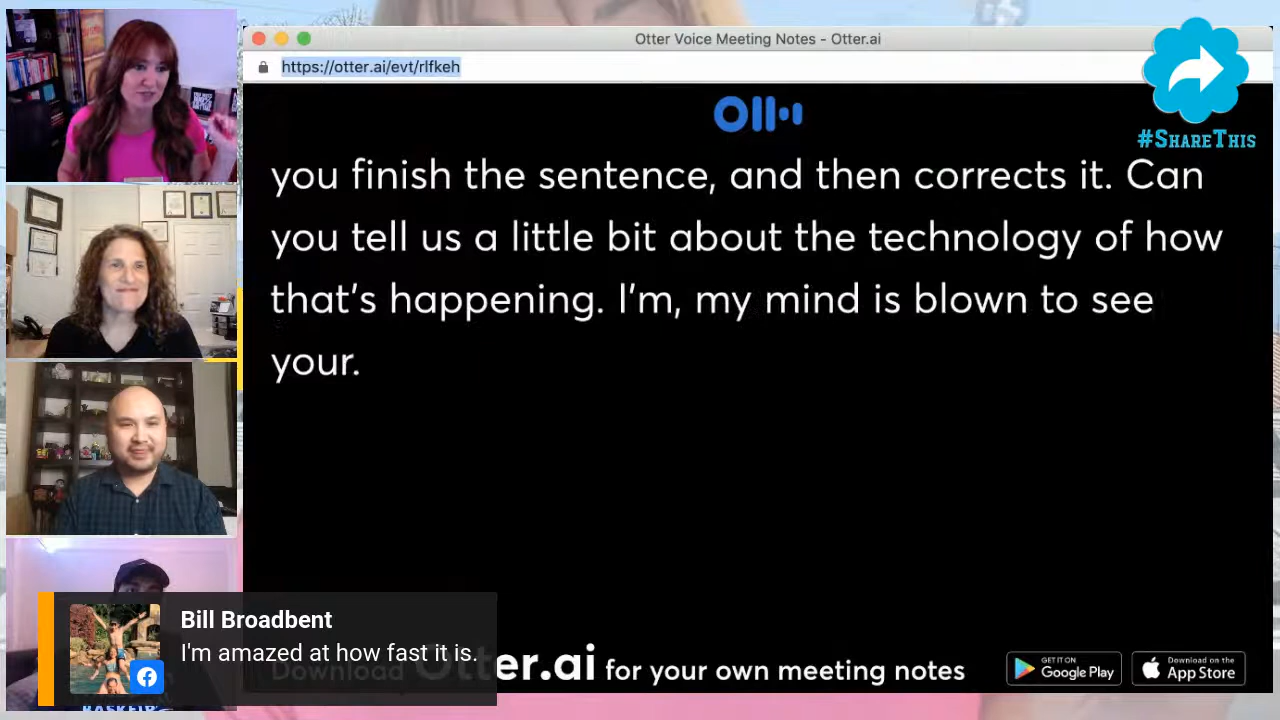 Otter Voice Meeting Notes - Otter.ai
https://otter.ai/evt/rlfkeh
#SHARETHIS
you finish the sentence, and then corrects it. Can
you tell us a little bit about the technology of how
that's happening. I'm, my mind is blown to see
your.
Bill Broadbent
I'm amazed at how fast it is.
Download Otter.ai for your own meeting notes
GET IT ON
Google Play
Download on the
App Store